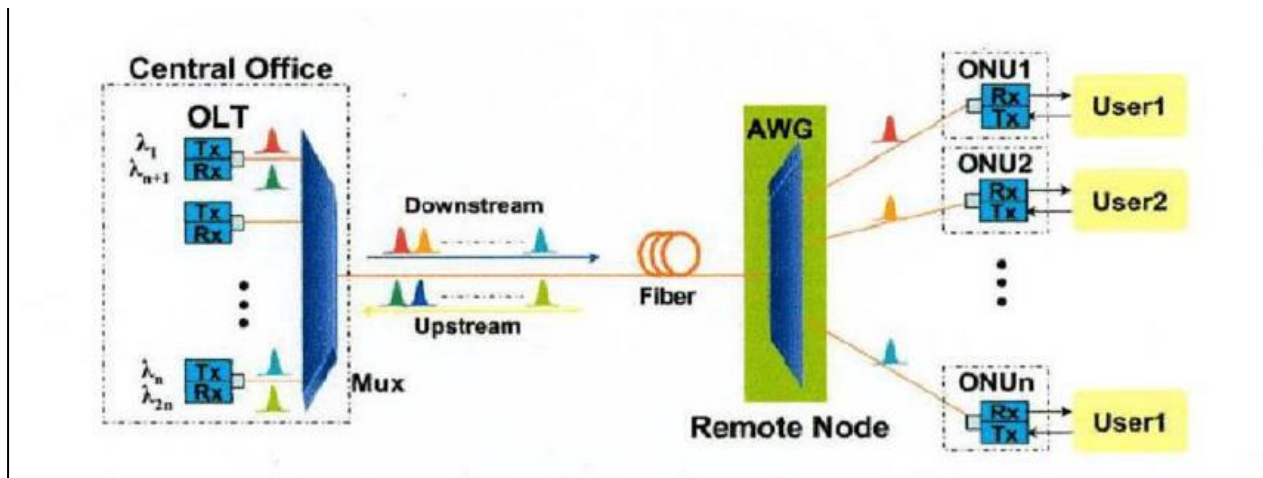 Central Office
OLT
λ1
λn+1
Tx
Rx
Tx
Rx
λn
λ2n
Tx
Rx
Mux
Downstream
Upstream
Fiber
AWG
Remote Node
ONU1
Rx
Tx
User1
ONU2
Rx
Tx
User2
ONUn
Rx
Tx
User1